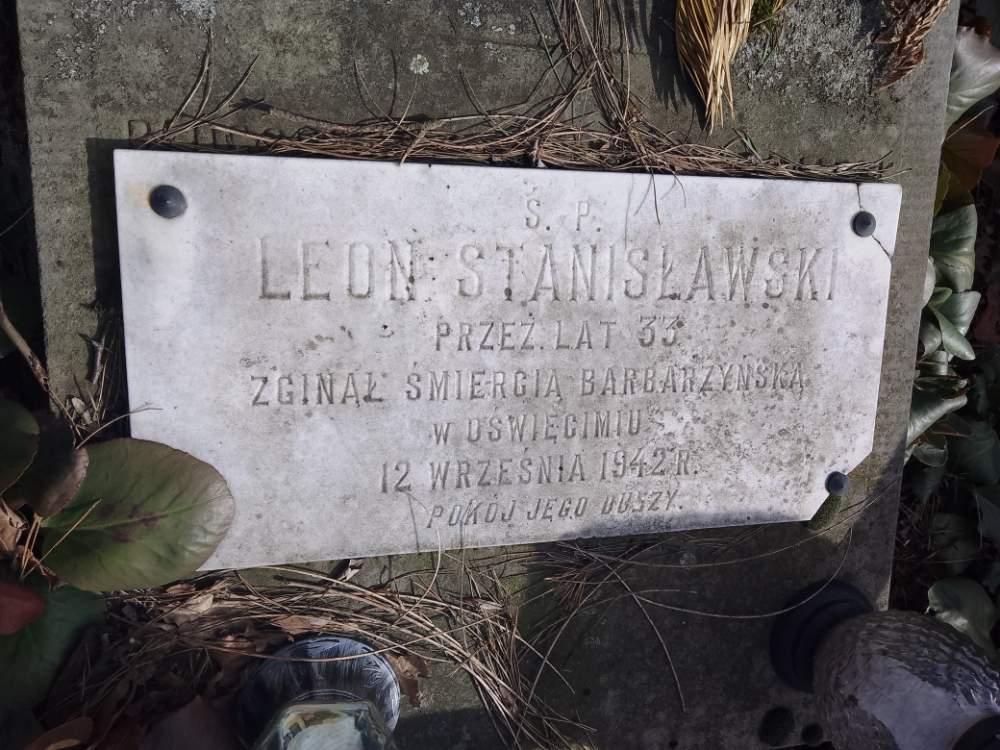 Ś. P.
LEON STANISŁAWSKI
PRZEŻ. LAT 33
ZGINĄŁ ŚMIERCIĄ BARBARZYŃSKĄ
W OŚWIĘCIMIU
12 WRZEŚNIA 1942 R.
POKÓJ JEGO DUSZY.